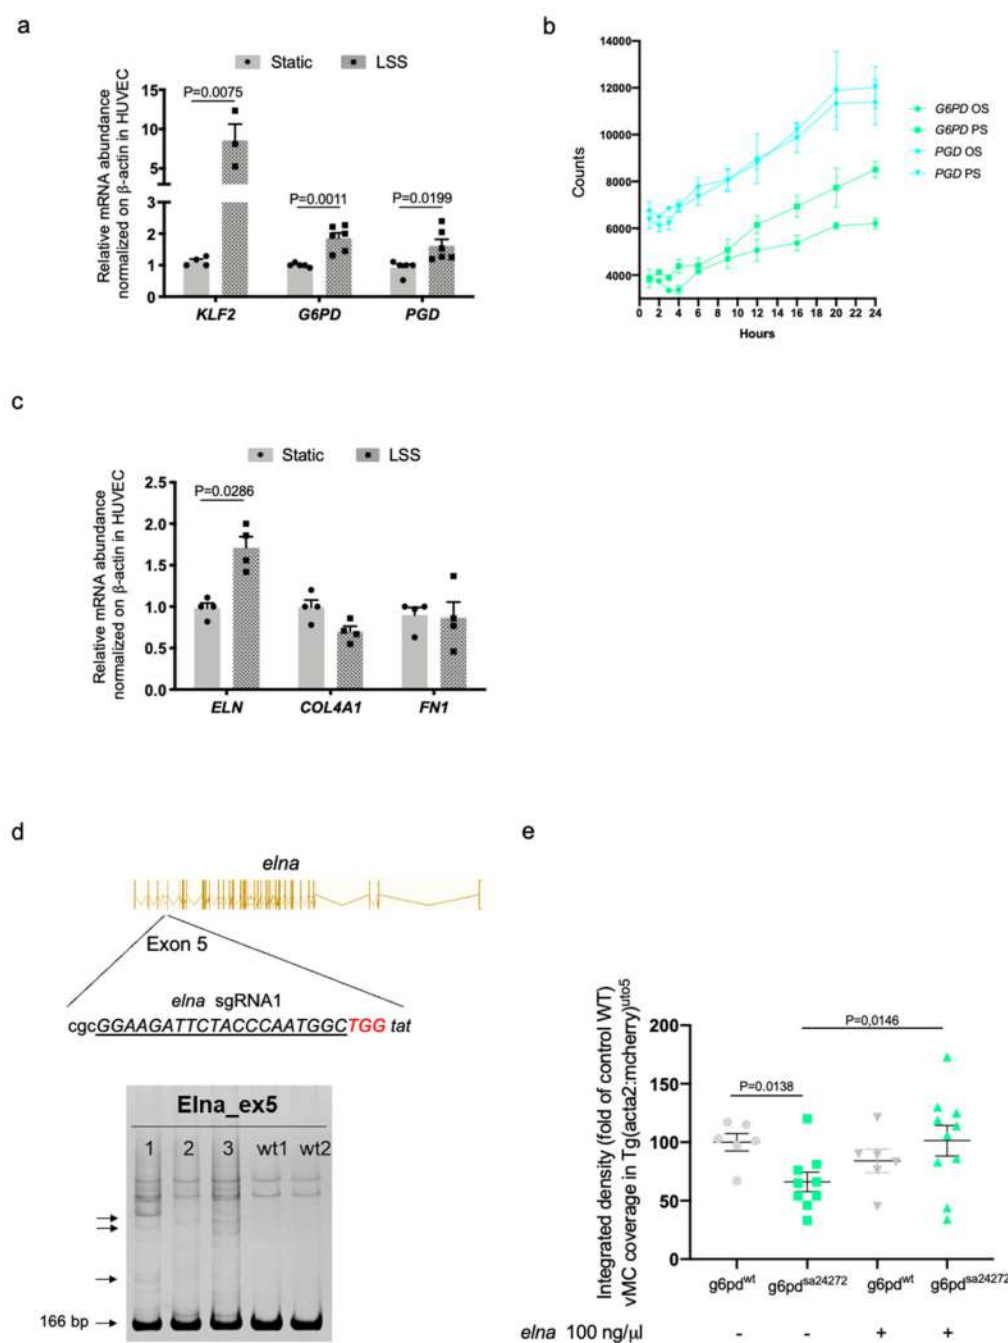 a
Static
LSS
P=0.0075
P=0.0011
P=0.0199
Relative mRNA abundance
normalized on β-actin in HUVEC
15
10
5
3
2
1
0
KLF2
G6PD
PGD
b
14000
12000
10000
8000
6000
4000
Counts
0 2 4 6 8 10 12 14 16 18 20 22 24
Hours
G6PD OS
G6PD PS
PGD OS
PGD PS
c
Static
LSS
P=0.0286
Relative mRNA abundance
normalized on β-actin in HUVEC
2.5
2.0
1.5
1.0
0.5
0.0
ELN
COL4A1
FN1
d
elna
Exon 5
elna sgRNA1
cgcGGAAGATTCTACCCAATGGCTGG tat
Elna_ex5
1 2 3 wt1 wt2
166 bp
e
Integrated density (fold of control WT)
vMC coverage in Tg(acta2:mcherry)uto5
200
150
100
50
0
P=0,0146
P=0.0138
g6pdwt
g6pdsa24272
g6pdwt
g6pdsa24272
elna 100 ng/µl - - + +